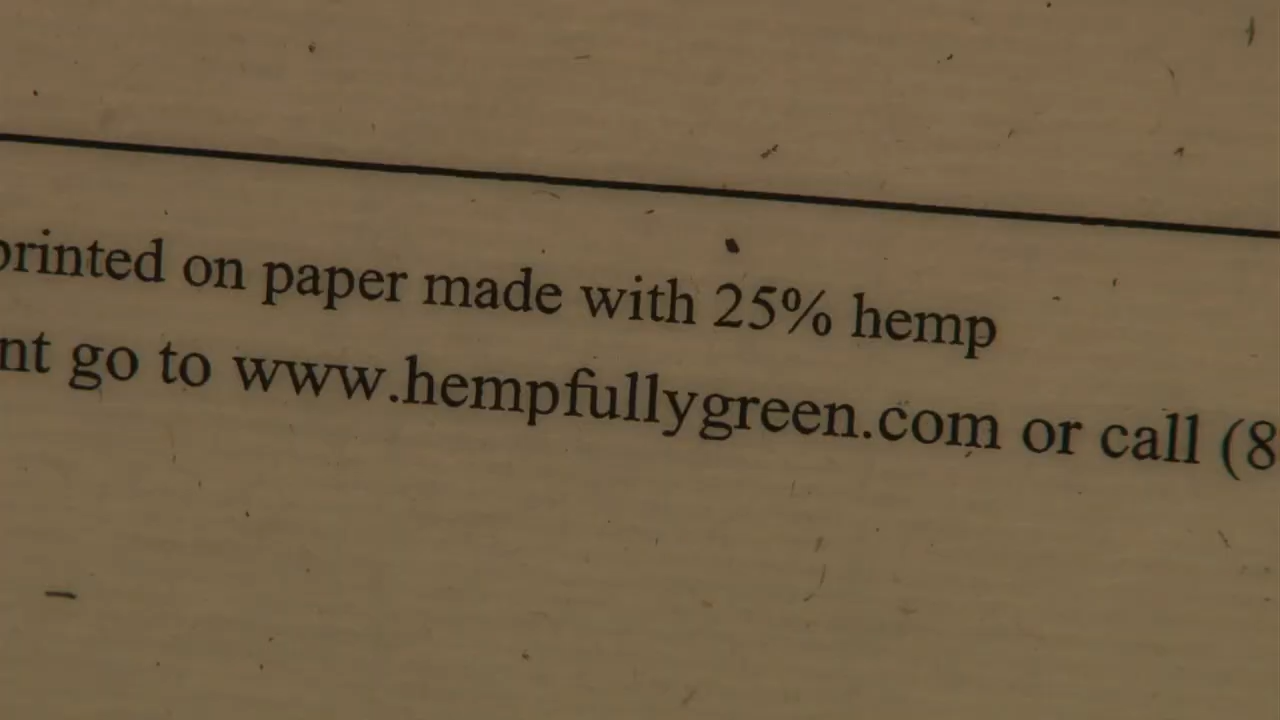 printed on paper made with 25% hemp
nt go to www.hempfullygreen.com or call (8